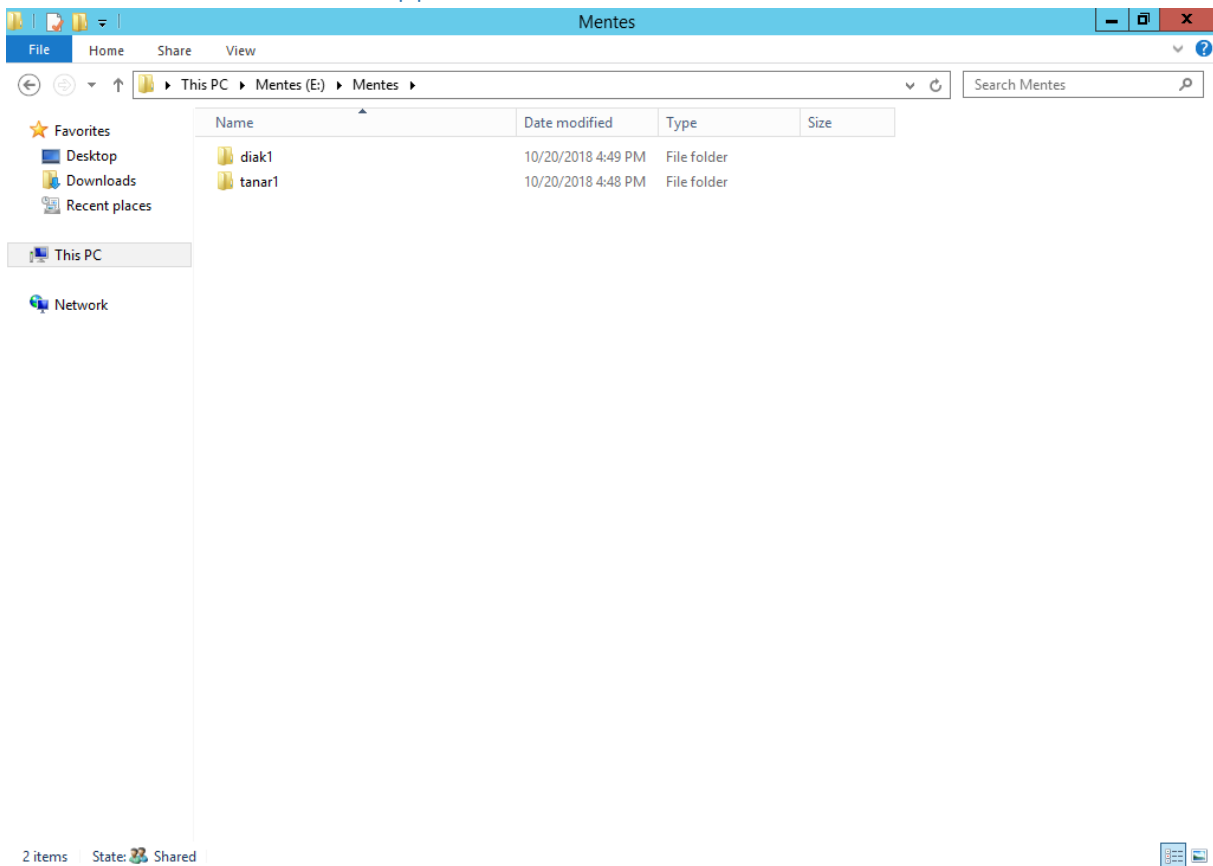 Mentes
File Home Share View
This PC Mentes (E:) Mentes
Search Mentes
Name Date modified Type Size
Favorites
Desktop
Downloads
Recent places
This PC
Network
diak1 10/20/2018 4:49 PM File folder
tanar1 10/20/2018 4:48 PM File folder
2 items State: Shared